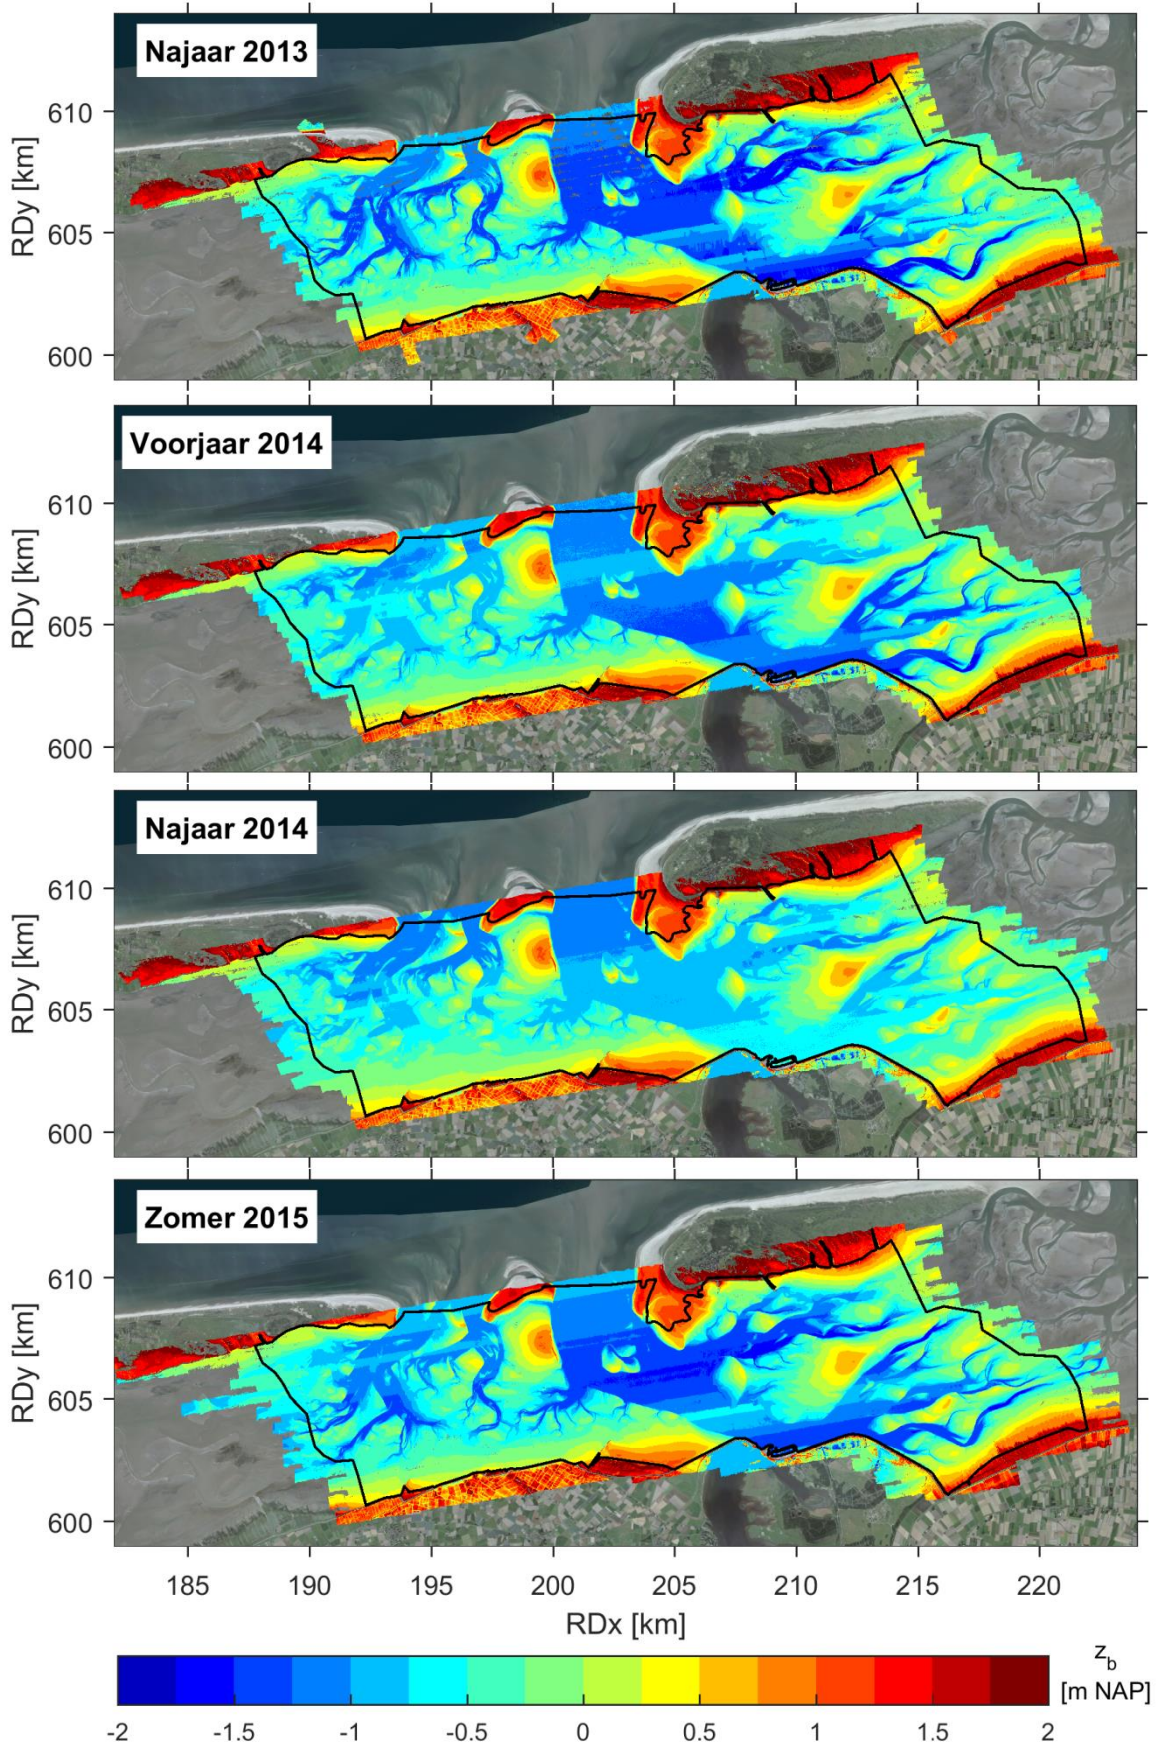 Najaar 2013
610
605
600
RDy [km]
Voorjaar 2014
610
605
600
RDy [km]
Najaar 2014
610
605
600
RDy [km]
Zomer 2015
610
605
600
RDy [km]
185 190 195 200 205 210 215 220
RDx [km]
z_b
[m NAP]
-2 -1.5 -1 -0.5 0 0.5 1 1.5 2